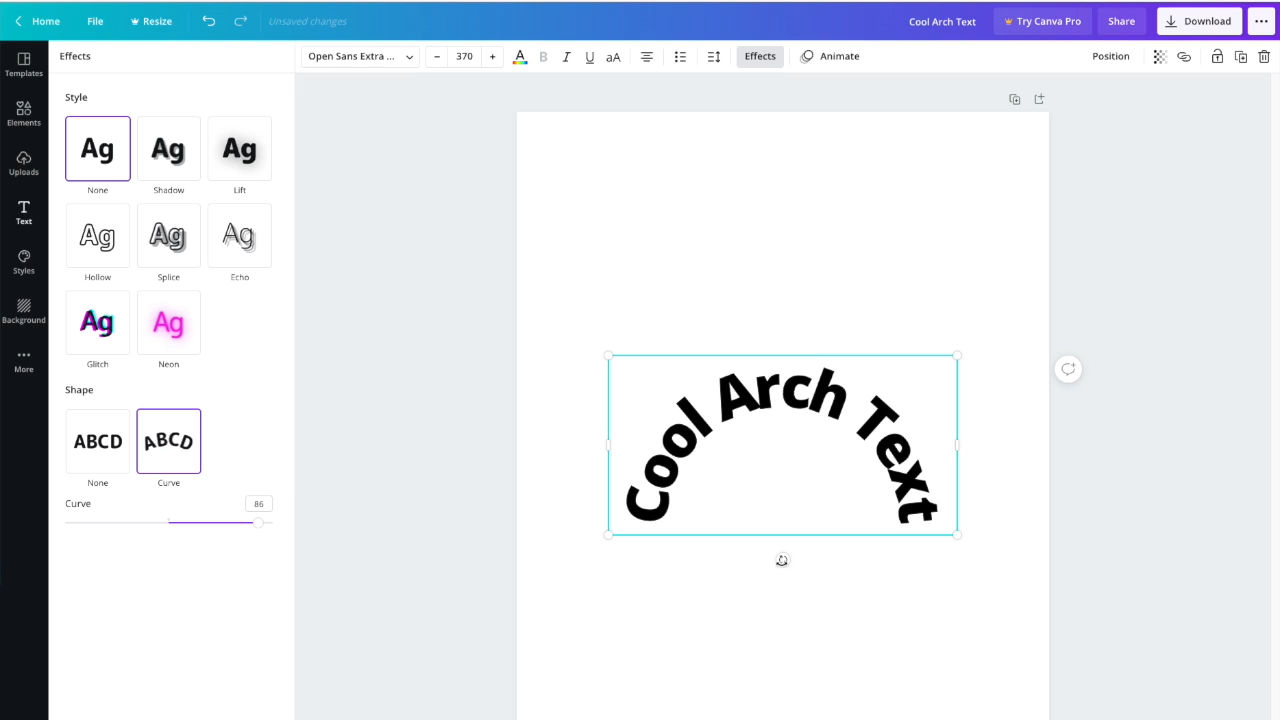 Home File Resize Unsaved changes Cool Arch Text Try Canva Pro Share Download
Effects Open Sans Extra ... 370 A B I U aA Effects Animate Position
Templates
Elements
Uploads
Text
Styles
Background
More
Style
Ag Ag Ag
None Shadow Lift
Ag Ag Ag
Hollow Splice Echo
Ag Ag
Glitch Neon
Shape
ABCD ABCD
None Curve
Curve 86
Cool Arch Text